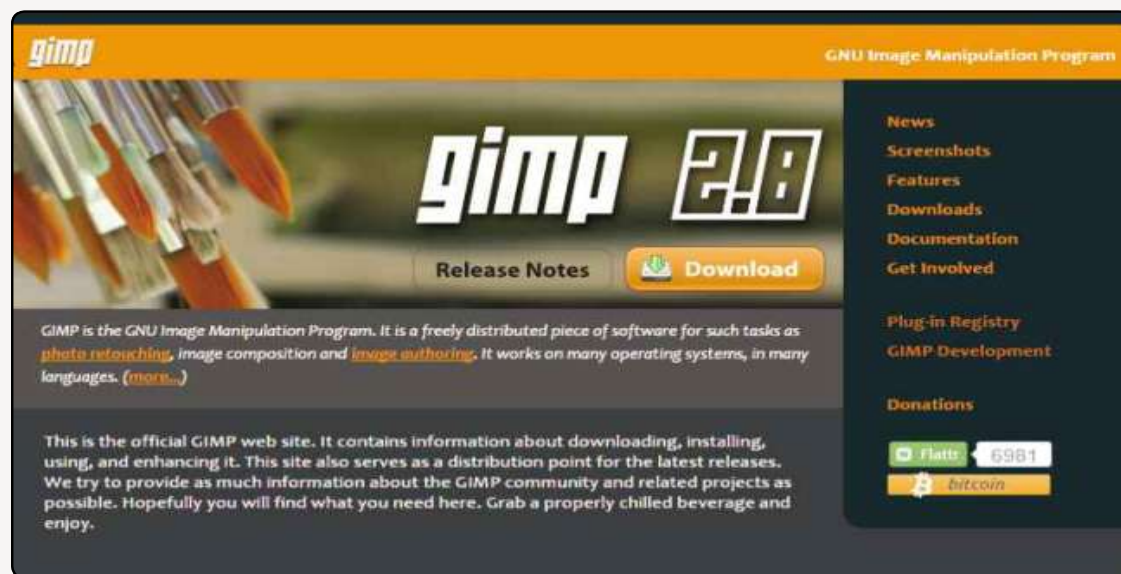 gimp
GNU Image Manipulation Program
gimp 2.8
Release Notes
Download
GIMP is the GNU Image Manipulation Program. It is a freely distributed piece of software for such tasks as
photo retouching, image composition and image authoring. It works on many operating systems, in many
languages. (more...)
This is the official GIMP web site. It contains information about downloading, installing,
using, and enhancing it. This site also serves as a distribution point for the latest releases.
We try to provide as much information about the GIMP community and related projects as
possible. Hopefully you will find what you need here. Grab a properly chilled beverage and
enjoy.
News
Screenshots
Features
Downloads
Documentation
Get Involved
Plug-in Registry
GIMP Development
Donations
Flattr 6981
bitcoin